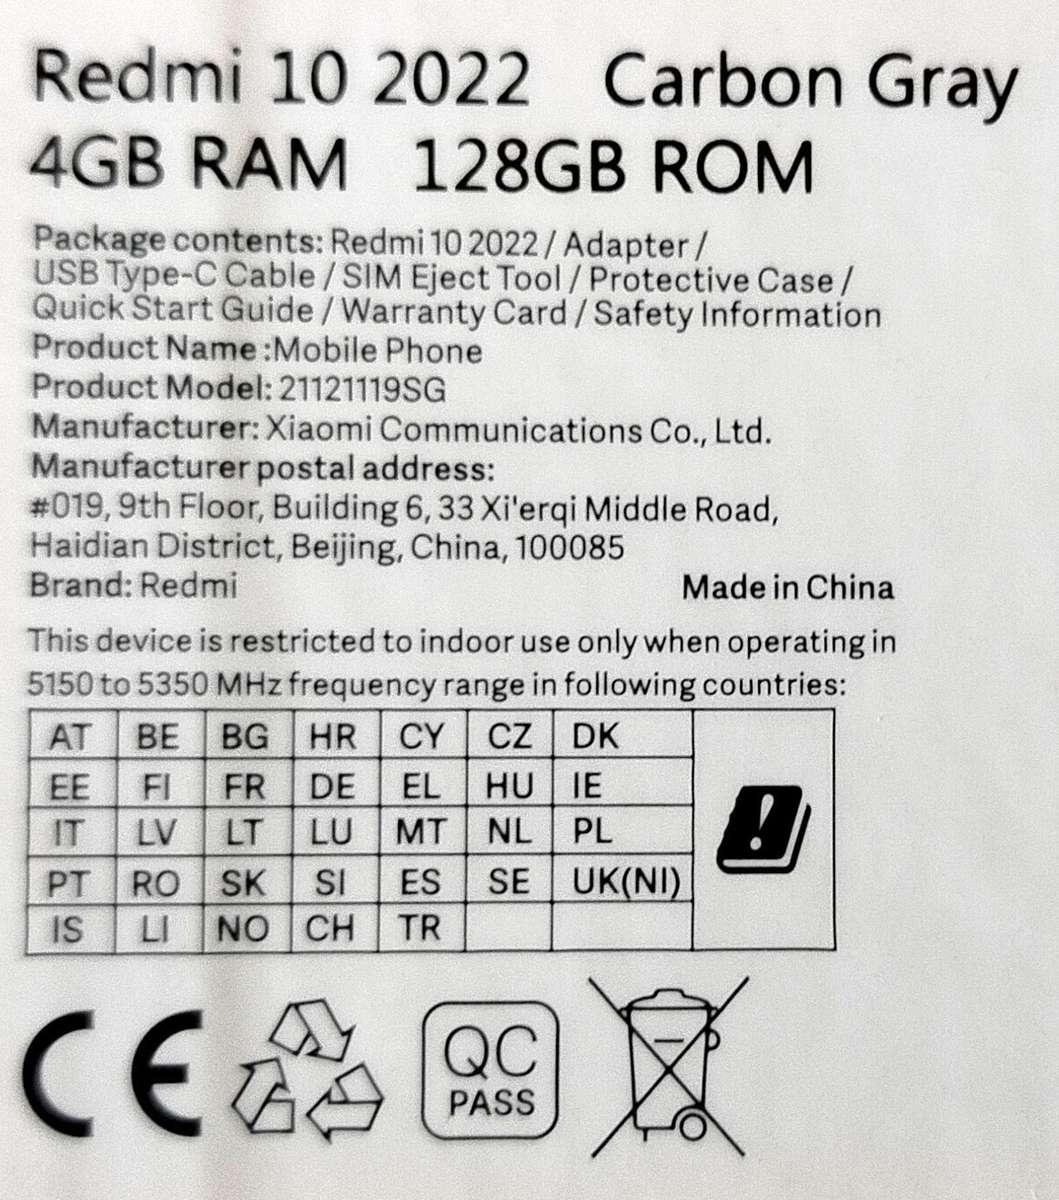 Redmi 10 2022 Carbon Gray
4GB RAM 128GB ROM
Package contents: Redmi 10 2022 / Adapter /
USB Type-C Cable / SIM Eject Tool / Protective Case /
Quick Start Guide / Warranty Card / Safety Information
Product Name :Mobile Phone
Product Model: 21121119SG
Manufacturer: Xiaomi Communications Co., Ltd.
Manufacturer postal address:
#019, 9th Floor, Building 6, 33 Xi'erqi Middle Road,
Haidian District, Beijing, China, 100085
Brand: Redmi Made in China
This device is restricted to indoor use only when operating in
5150 to 5350 MHz frequency range in following countries:
AT BE BG HR CY CZ DK
EE FI FR DE EL HU IE
IT LV LT LU MT NL PL
PT RO SK SI ES SE UK(NI)
IS LI NO CH TR
CE
QC
PASS